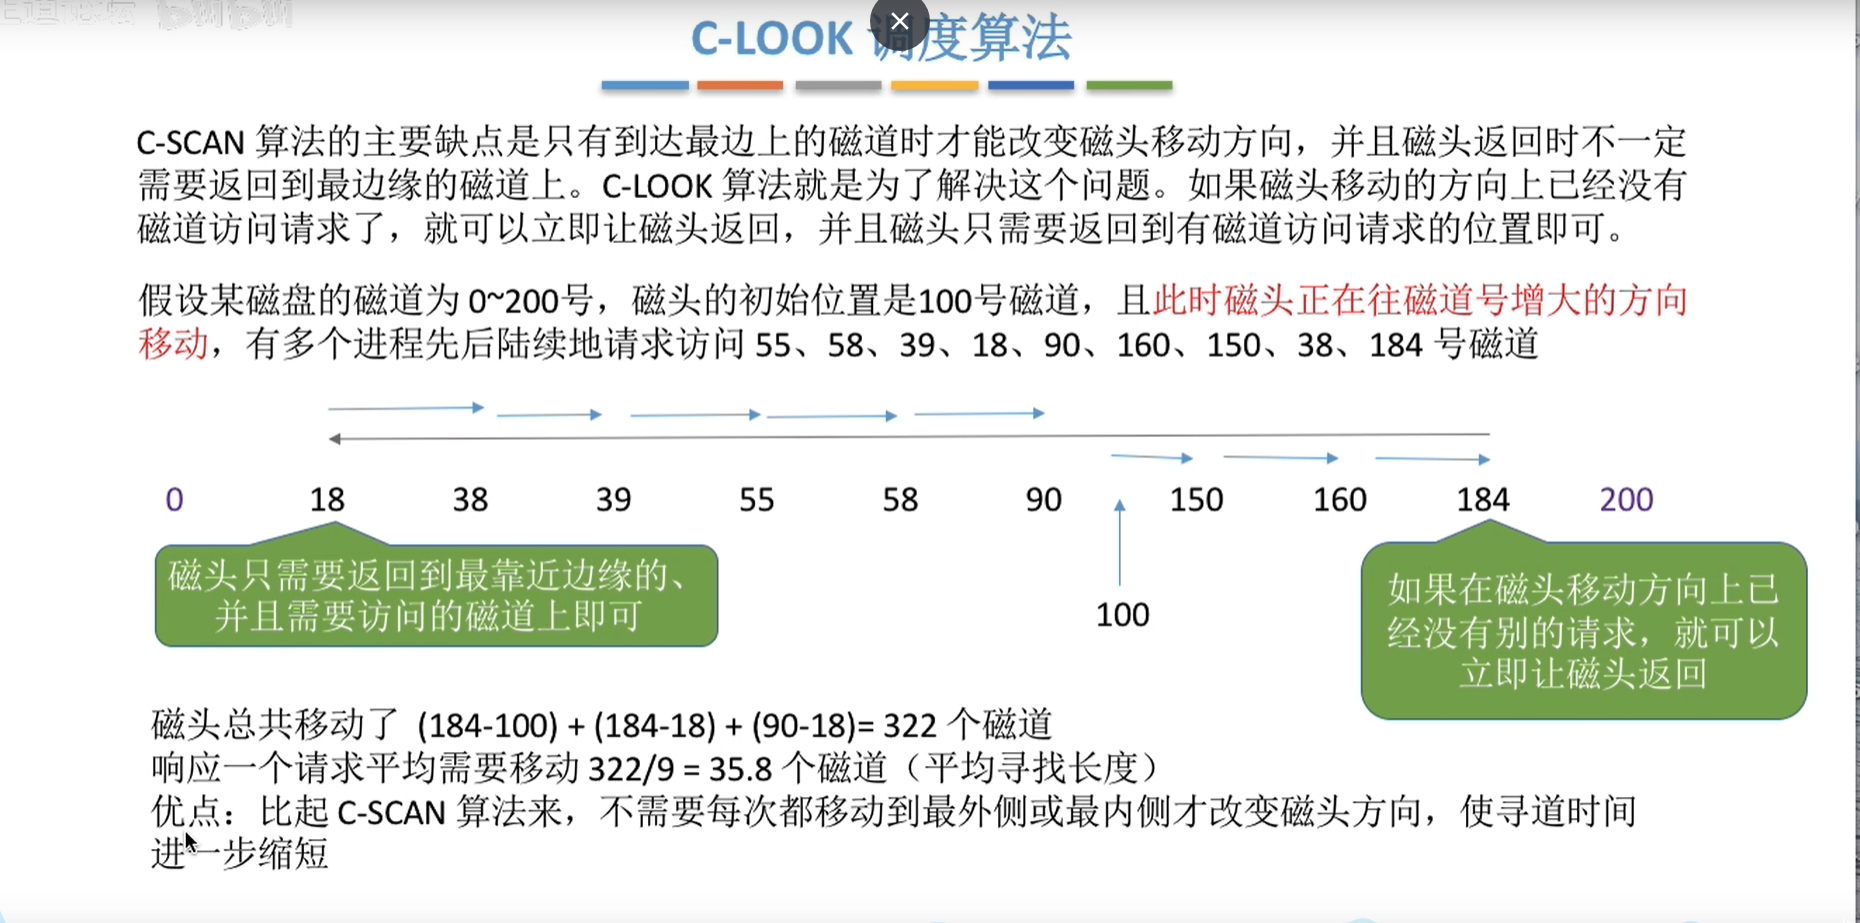 C-LOOK 调度算法
C-SCAN 算法的主要缺点是只有到达最边上的磁道时才能改变磁头移动方向，并且磁头返回时不一定
需要返回到最边缘的磁道上。C-LOOK 算法就是为了解决这个问题。如果磁头移动的方向上已经没有
磁道访问请求了，就可以立即让磁头返回，并且磁头只需要返回到有磁道访问请求的位置即可。
假设某磁盘的磁道为 0~200号，磁头的初始位置是100号磁道，且此时磁头正在往磁道号增大的方向
移动，有多个进程先后陆续地请求访问 55、58、39、18、90、160、150、38、184 号磁道
0 18 38 39 55 58 90 150 160 184 200
100
磁头只需要返回到最靠近边缘的、
并且需要访问的磁道上即可
如果在磁头移动方向上已
经没有别的请求，就可以
立即让磁头返回
磁头总共移动了 (184-100) + (184-18) + (90-18)= 322 个磁道
响应一个请求平均需要移动 322/9 = 35.8 个磁道（平均寻找长度）
优点：比起 C-SCAN 算法来，不需要每次都移动到最外侧或最内侧才改变磁头方向，使寻道时间
进一步缩短